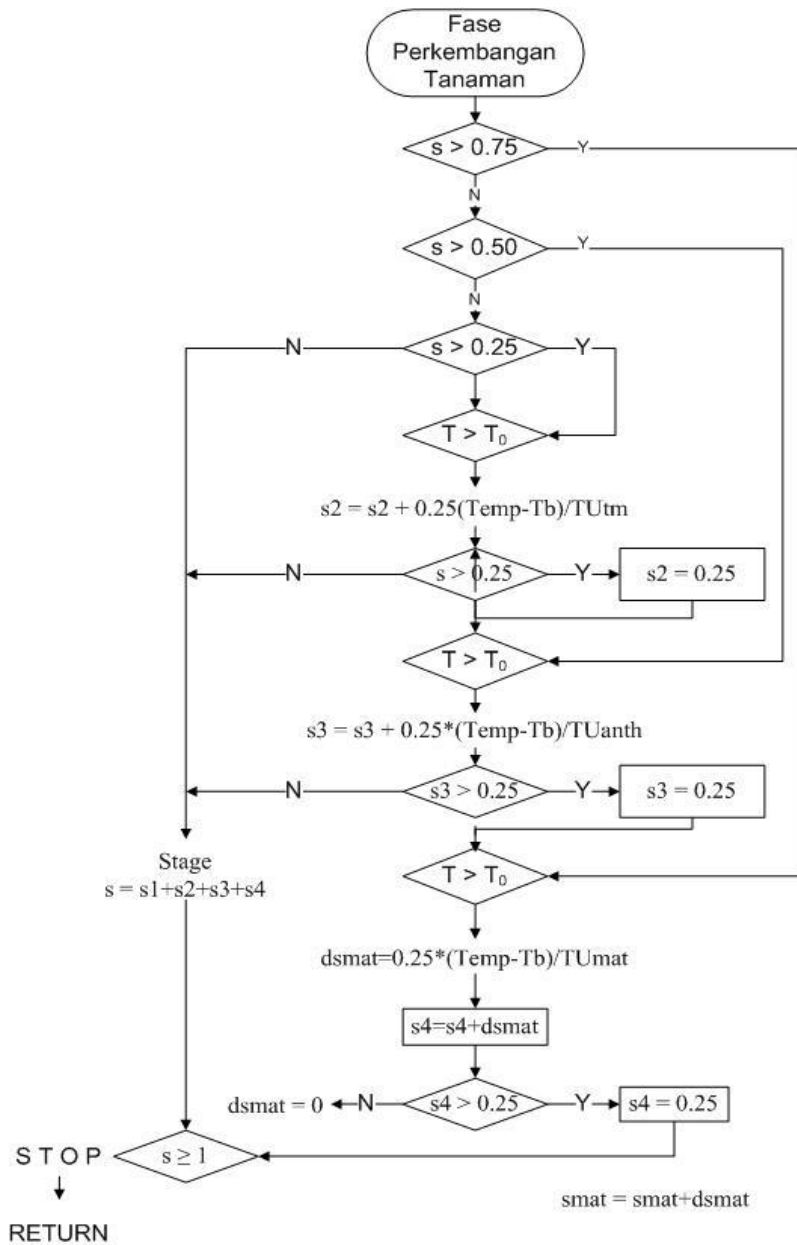 Fase
Perkembangan
Tanaman
s > 0.75
Y
N
s > 0.50
Y
N
N
s > 0.25
Y
T > T₀
s2 = s2 + 0.25(Temp-Tb)/TUtm
N
s > 0.25
Y
s2 = 0.25
T > T₀
s3 = s3 + 0.25*(Temp-Tb)/TUanth
N
s3 > 0.25
Y
s3 = 0.25
Stage
s = s1+s2+s3+s4
T > T₀
dsmat=0.25*(Temp-Tb)/TUmat
s4=s4+dsmat
dsmat = 0
N
s4 > 0.25
Y
s4 = 0.25
S T O P
s ≥ 1
smat = smat+dsmat
RETURN